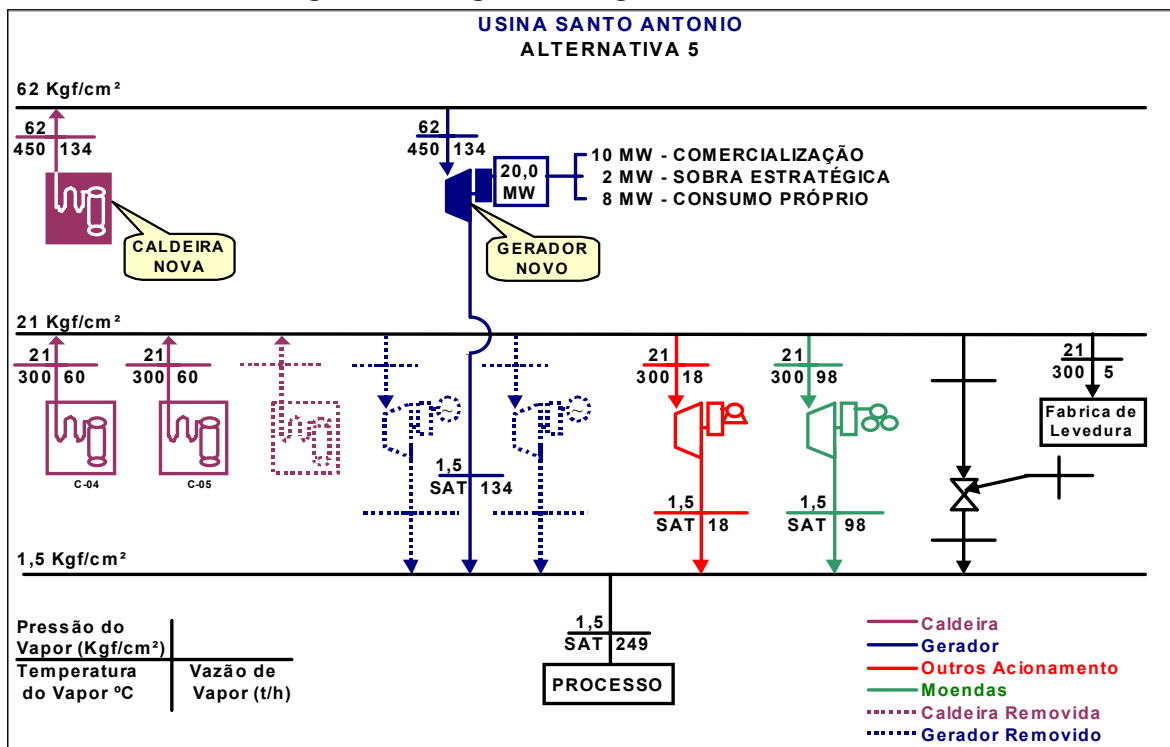 USINA SANTO ANTONIO
ALTERNATIVA 5
62 Kgf/cm²
62
450 134
62
450 134
20,0
MW
10 MW - COMERCIALIZAÇÃO
2 MW - SOBRA ESTRATÉGICA
8 MW - CONSUMO PRÓPRIO
CALDEIRA
NOVA
GERADOR
NOVO
21 Kgf/cm²
21
300 60
21
300 60
21
300 18
21
300 98
21
300 5
Fabrica de
Levedura
~
~
C-04
C-05
1,5
SAT 134
1,5
SAT 18
1,5
SAT 98
1,5 Kgf/cm²
1,5
SAT 249
PROCESSO
Pressão do
Vapor (Kgf/cm²)
Temperatura
do Vapor ºC
Vazão de
Vapor (t/h)
Caldeira
Gerador
Outros Acionamento
Moendas
Caldeira Removida
Gerador Removido